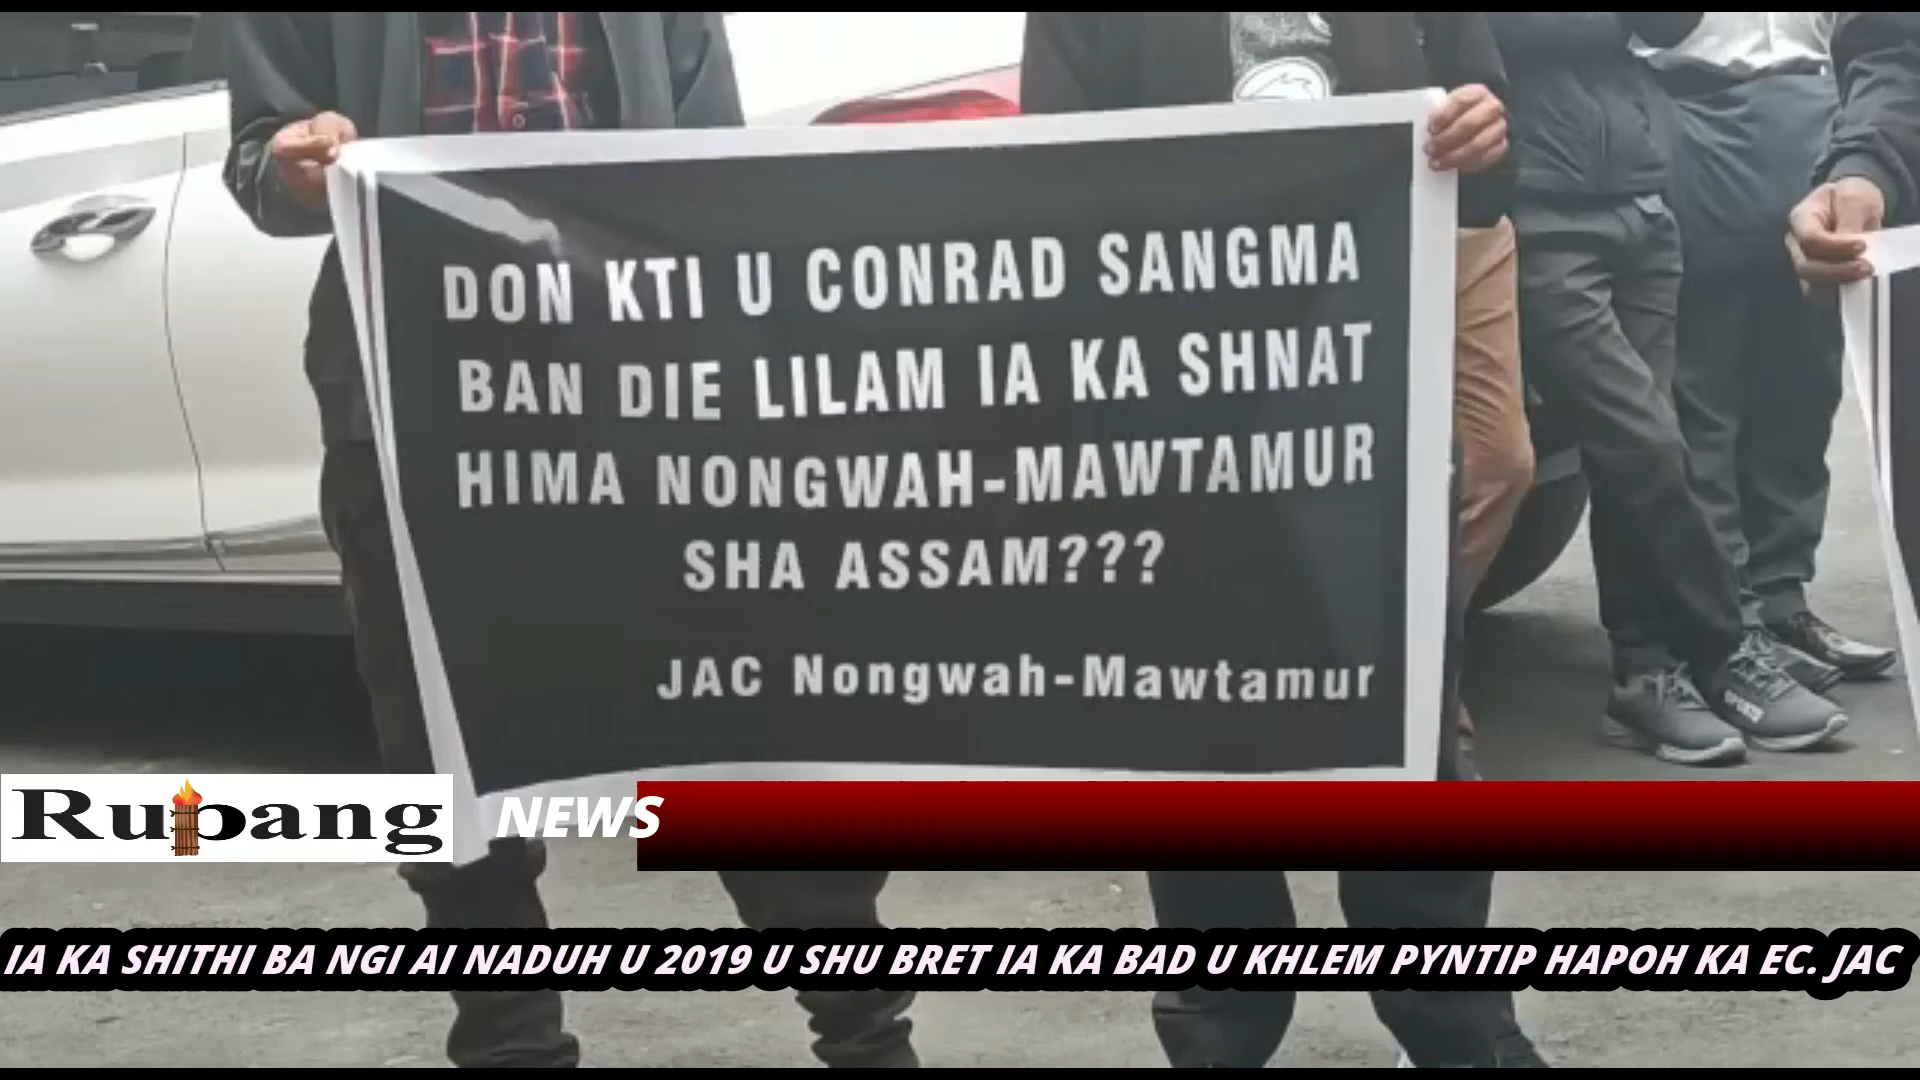 DON KTI U CONRAD SANGMA
BAN DIE LILAM IA KA SHNAT
HIMA NONGWAH-MAWTAMUR
SHA ASSAM???
JAC Nongwah-Mawtamur
Rupang NEWS
IA KA SHITHI BA NGI AI NADUH U 2019 U SHU BRET IA KA BAD U KHLEM PYNTIP HAPOH KA EC. JAC